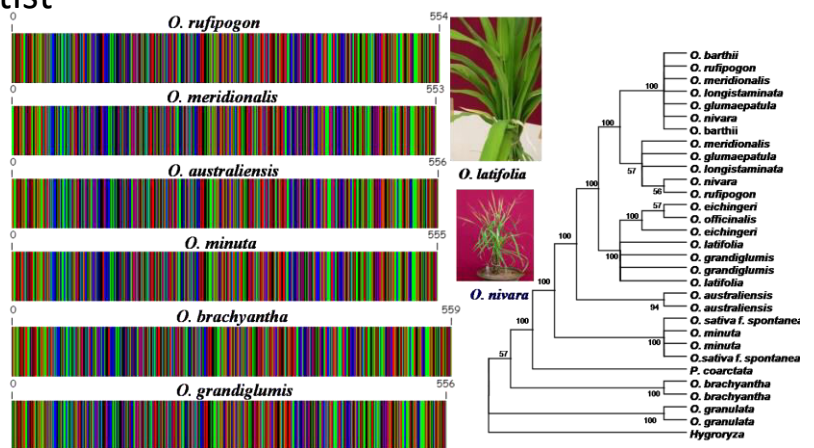 tist
0 554
O. rufipogon
0 553
O. meridionalis
0 556
O. australiensis
0 555
O. minuta
0 559
O. brachyantha
0 556
O. grandiglumis
O. latifolia
O. nivara
O. barthii
O. rufipogon
O. meridionalis
100
O. longistaminata
O. glumaepatula
O. nivara
O. barthii
100
O. meridionalis
O. glumaepatula
57
O. longistaminata
O. nivara
56
O. rufipogon
100
57
O. eichingeri
100
O. officinalis
O. eichingeri
O. latifolia
100
O. grandiglumis
O. grandiglumis
O. latifolia
100
O. australiensis
94
O. australiensis
100
O. sativa f. spontanea
O. minuta
100
O. minuta
O.sativa f. spontanea
100
P. coarctata
57
O. brachyantha
100
O. brachyantha
O. granulata
100
O. granulata
Hygroryza